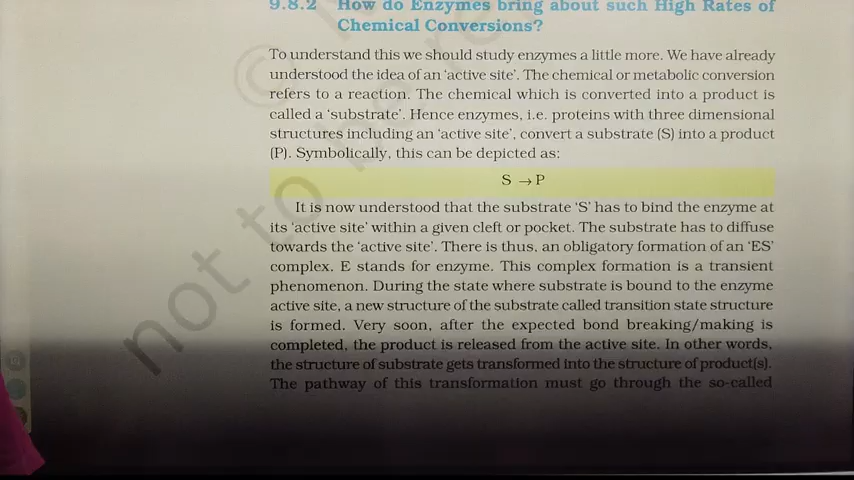 9.8.2 How do Enzymes bring about such High Rates of
Chemical Conversions?
To understand this we should study enzymes a little more. We have already
understood the idea of an 'active site'. The chemical or metabolic conversion
refers to a reaction. The chemical which is converted into a product is
called a 'substrate'. Hence enzymes, i.e. proteins with three dimensional
structures including an 'active site', convert a substrate (S) into a product
(P). Symbolically, this can be depicted as:
S → P
It is now understood that the substrate 'S' has to bind the enzyme at
its 'active site' within a given cleft or pocket. The substrate has to diffuse
towards the 'active site'. There is thus, an obligatory formation of an 'ES'
complex. E stands for enzyme. This complex formation is a transient
phenomenon. During the state where substrate is bound to the enzyme
active site, a new structure of the substrate called transition state structure
is formed. Very soon, after the expected bond breaking/making is
completed, the product is released from the active site. In other words,
the structure of substrate gets transformed into the structure of product(s).
The pathway of this transformation must go through the so-called
©
not to be re